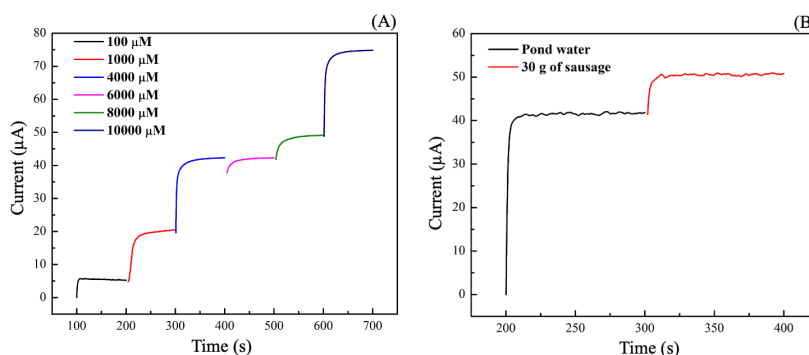 (A)
80
70
60
50
40
30
20
10
0
100 µM
1000 µM
4000 µM
6000 µM
8000 µM
10000 µM
Current (µA)
100 200 300 400 500 600 700
Time (s)
(B)
60
50
40
30
20
10
0
Pond water
30 g of sausage
Current (µA)
200 250 300 350 400
Time (s)